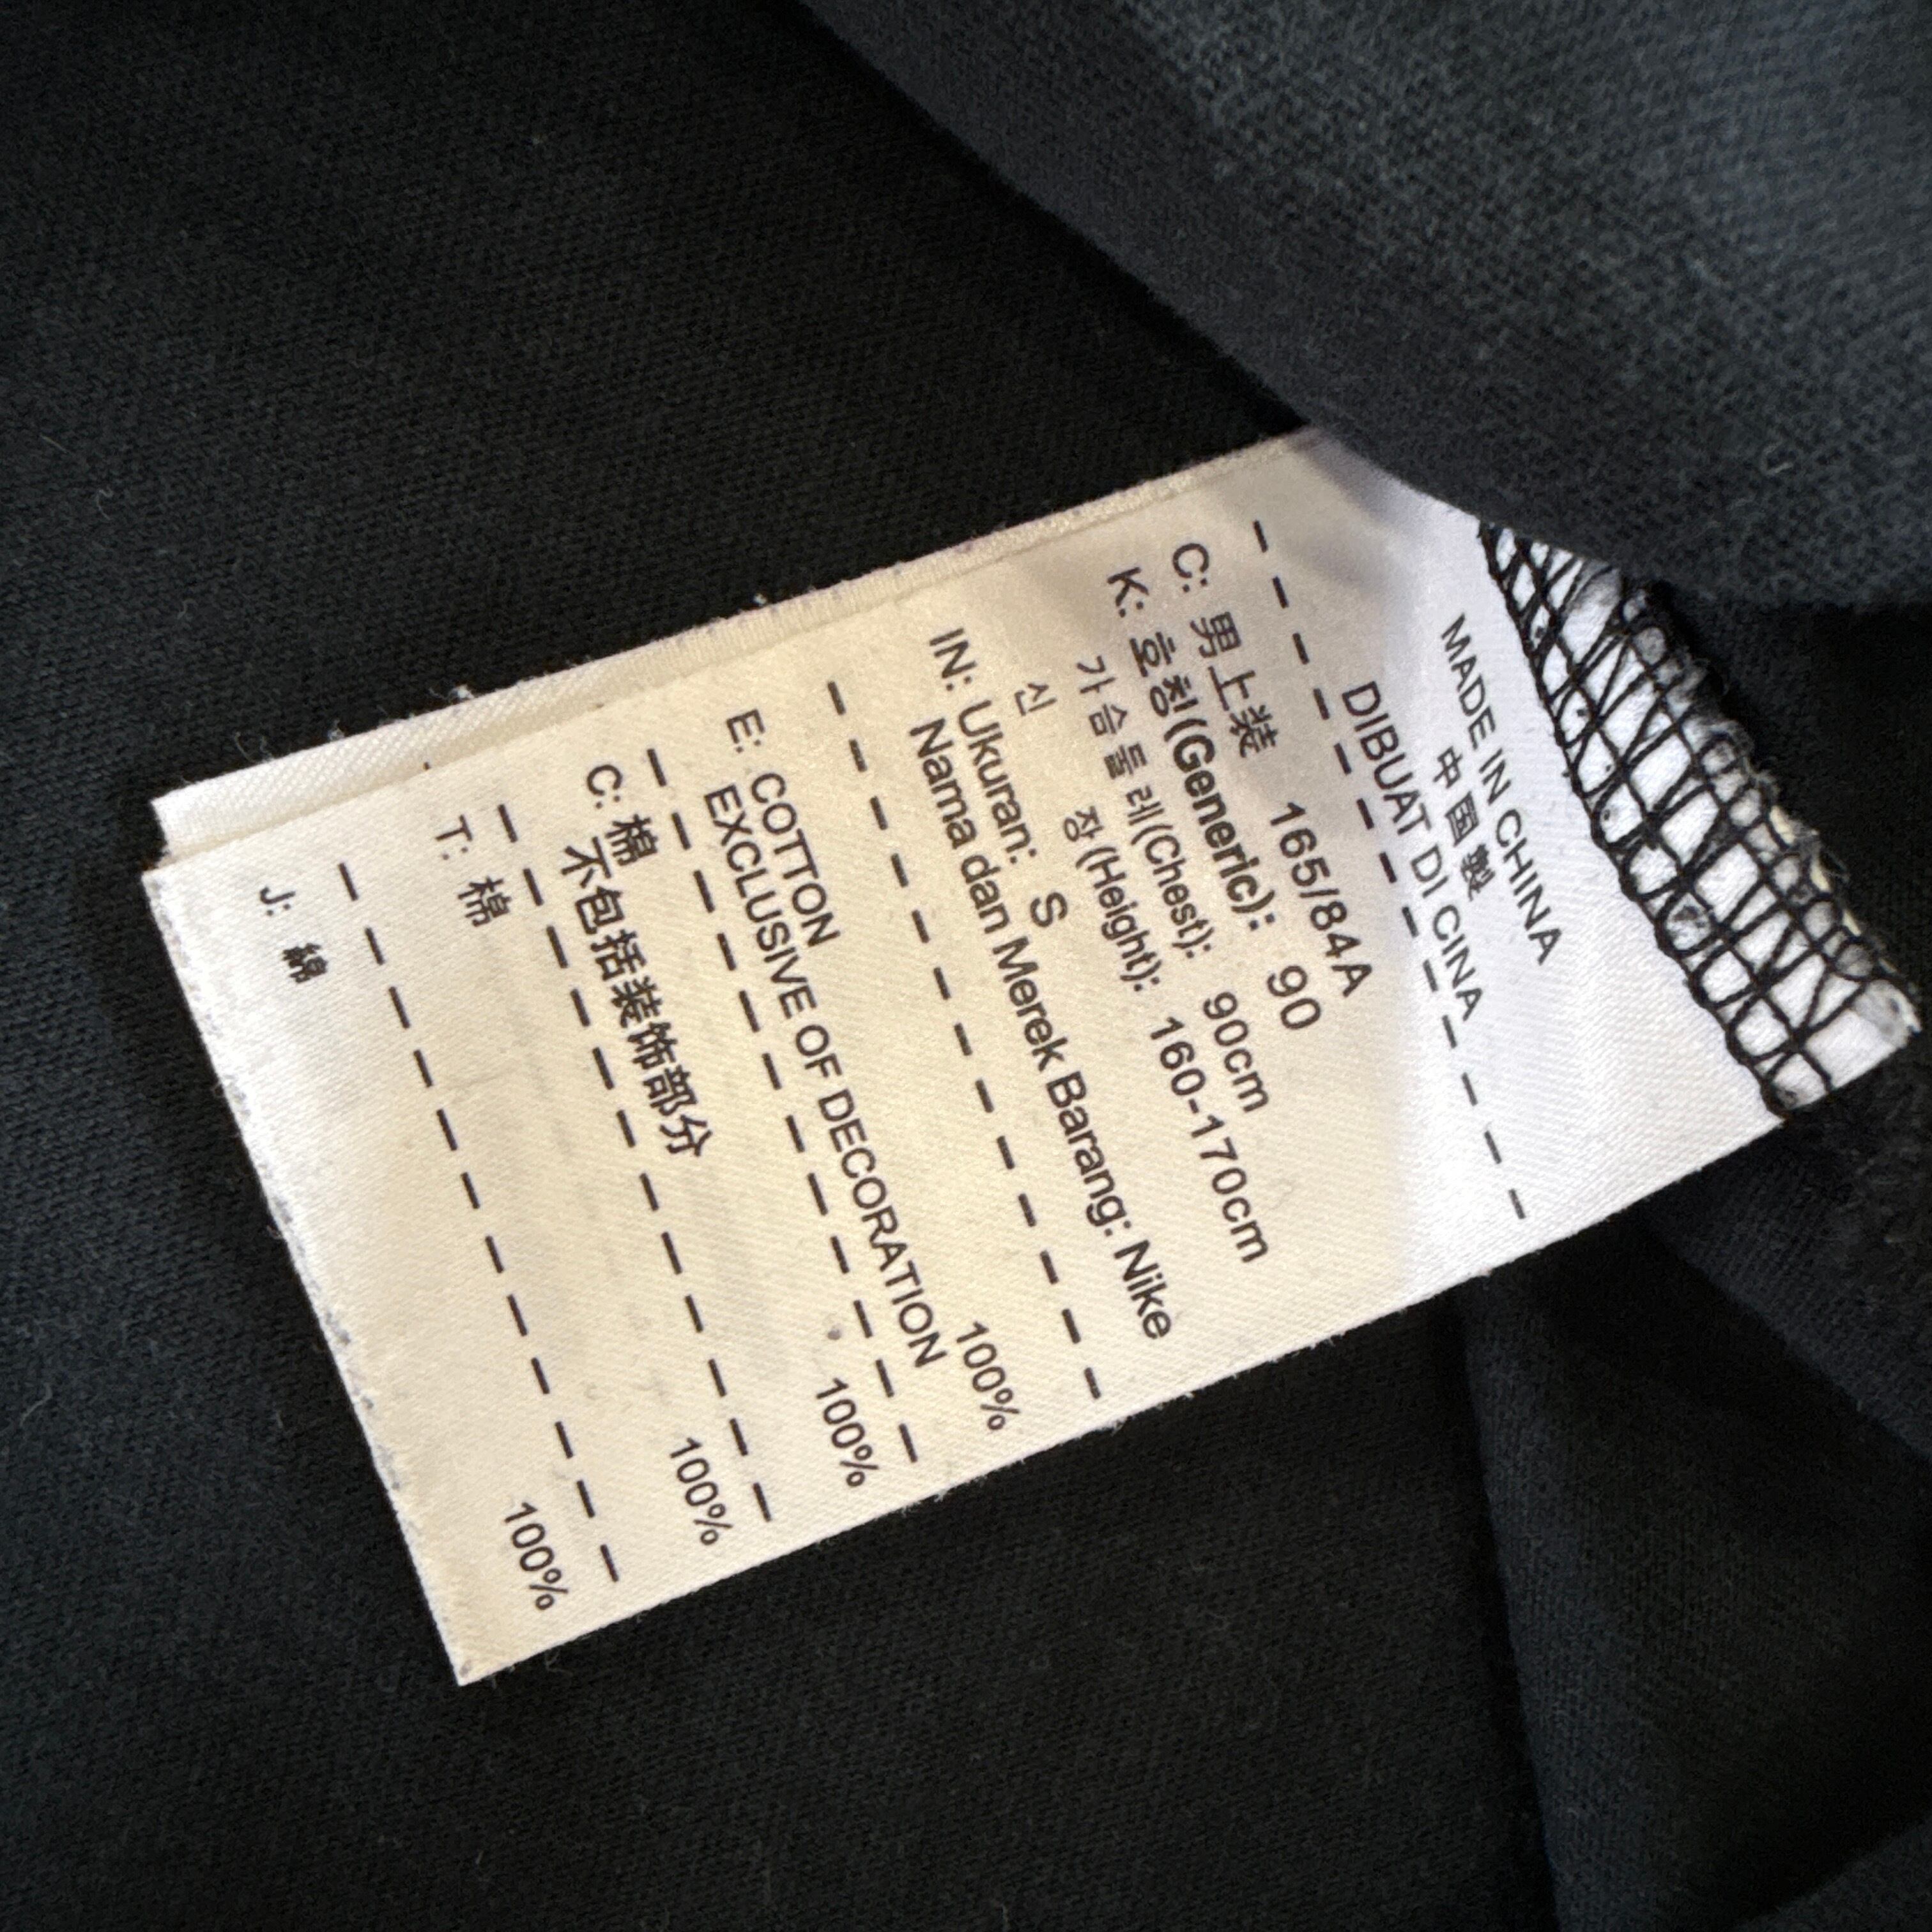 MADE IN CHINA
中国製
DIBUAT DI CINA
C: 男上装 165/84A
K: 호칭(Generic): 90
가슴둘레(Chest): 90cm
신 장(Height): 160-170cm
IN: Ukuran: S
Nama dan Merek Barang: Nike
E: COTTON 100%
EXCLUSIVE OF DECORATION
C: 棉 100%
不包括装饰部分
T: 棉 100%
J: 綿 100%